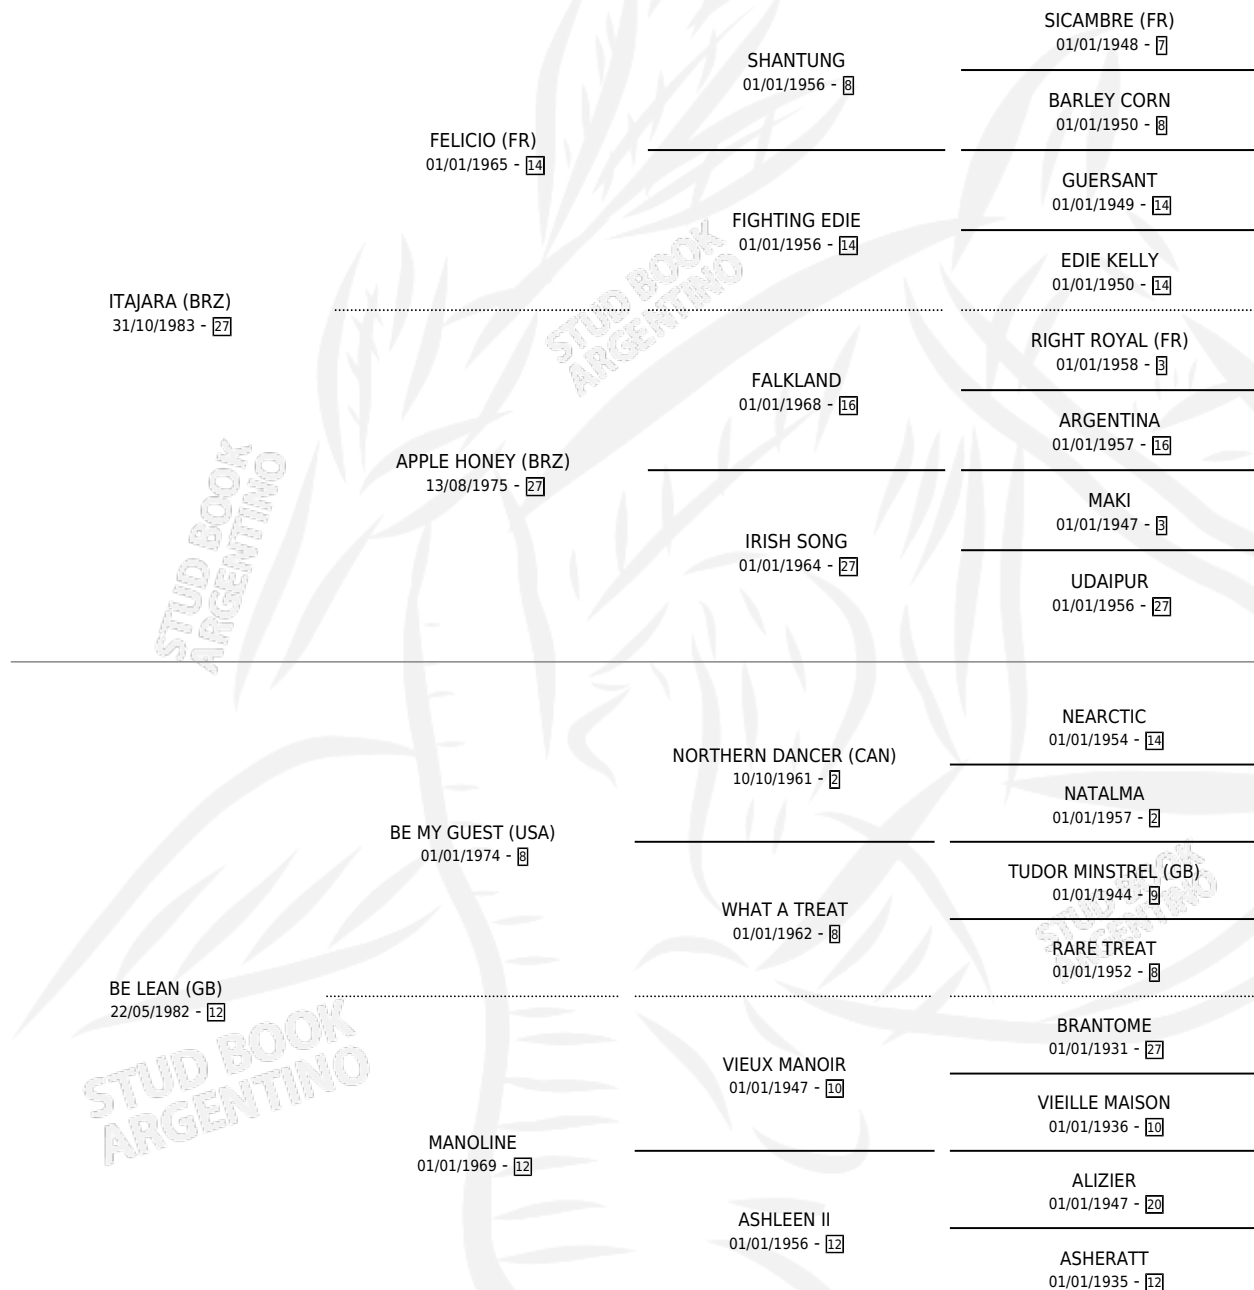 SICAMBRE (FR)
01/01/1948 - 7
SHANTUNG
01/01/1956 - 8
BARLEY CORN
01/01/1950 - 8
FELICIO (FR)
01/01/1965 - 14
GUERSANT
01/01/1949 - 14
FIGHTING EDIE
01/01/1956 - 14
EDIE KELLY
01/01/1950 - 14
ITAJARA (BRZ)
31/10/1983 - 27
RIGHT ROYAL (FR)
01/01/1958 - 3
FALKLAND
01/01/1968 - 16
ARGENTINA
01/01/1957 - 16
APPLE HONEY (BRZ)
13/08/1975 - 27
MAKI
01/01/1947 - 3
IRISH SONG
01/01/1964 - 27
UDAIPUR
01/01/1956 - 27
NEARCTIC
01/01/1954 - 14
NORTHERN DANCER (CAN)
10/10/1961 - 2
NATALMA
01/01/1957 - 2
BE MY GUEST (USA)
01/01/1974 - 8
TUDOR MINSTREL (GB)
01/01/1944 - 9
WHAT A TREAT
01/01/1962 - 8
RARE TREAT
01/01/1952 - 8
BE LEAN (GB)
22/05/1982 - 12
BRANTOME
01/01/1931 - 27
VIEUX MANOIR
01/01/1947 - 10
VIEILLE MAISON
01/01/1936 - 10
MANOLINE
01/01/1969 - 12
ALIZIER
01/01/1947 - 20
ASHLEEN II
01/01/1956 - 12
ASHERATT
01/01/1935 - 12
STUD BOOK
ARGENTINO
STUD BOOK
ARGENTINO
STUD BOOK
ARGENTINO
STUD BOOK
ARGENTINO